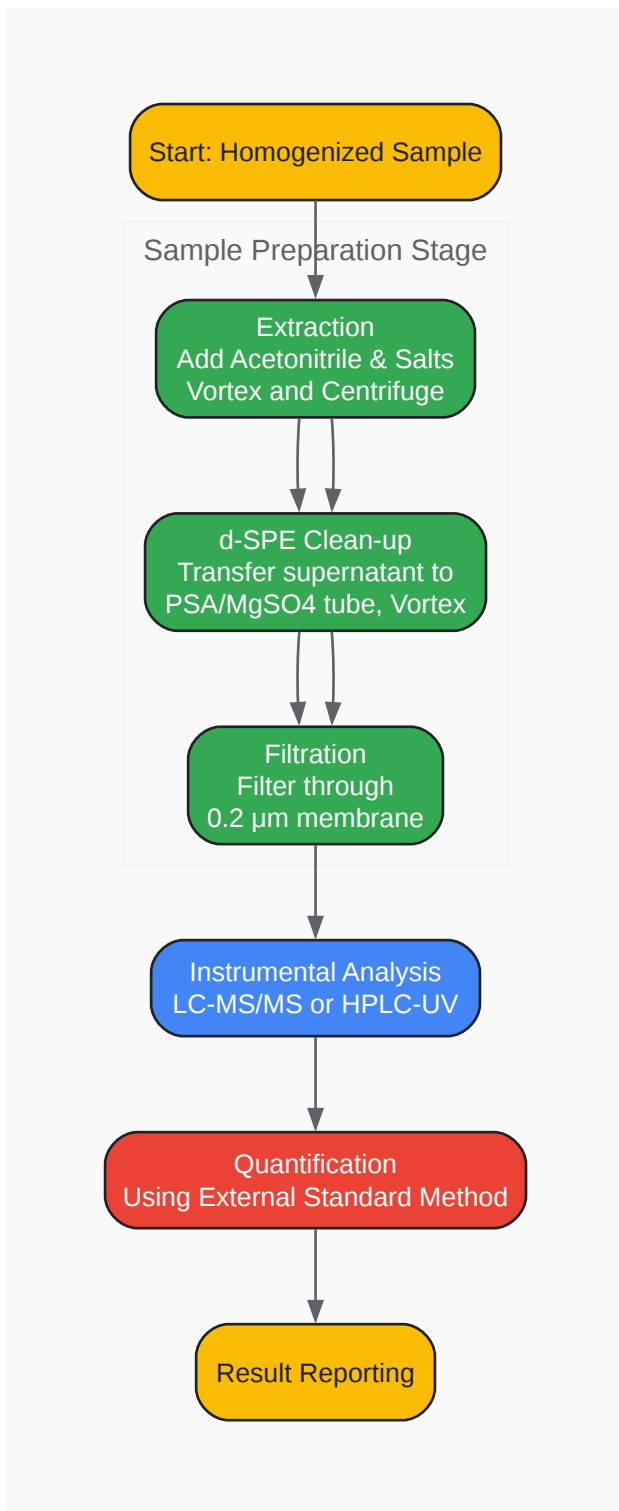 Start: Homogenized Sample
Sample Preparation Stage
Extraction
Add Acetonitrile & Salts
Vortex and Centrifuge
d-SPE Clean-up
Transfer supernatant to
PSA/MgSO4 tube, Vortex
Filtration
Filter through
0.2 µm membrane
Instrumental Analysis
LC-MS/MS or HPLC-UV
Quantification
Using External Standard Method
Result Reporting